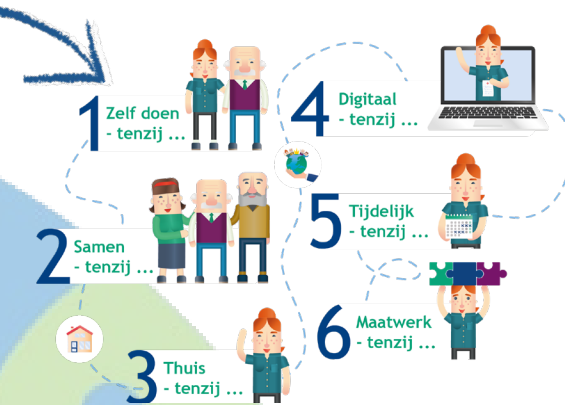 1 Zelf doen
- tenzij ...
2 Samen
- tenzij ...
3 Thuis
- tenzij ...
4 Digitaal
- tenzij ...
5 Tijdelijk
- tenzij ...
6 Maatwerk
- tenzij ...